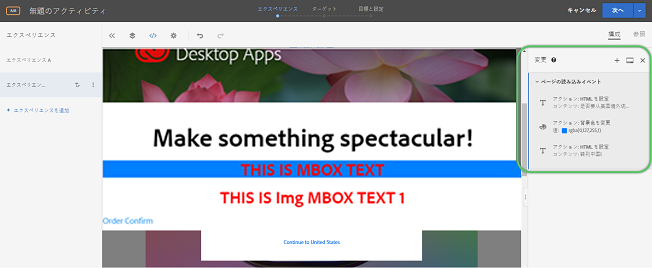 A/B 無題のアクティビティ
エクスペリエンス ターゲット 目標と設定
キャンセル 次へ
エクスペリエンス
構成 参照
エクスペリエンス A
エクスペリエン...
+ エクスペリエンスを追加
Desktop Apps
Make something spectacular!
THIS IS MBOX TEXT
THIS IS Img MBOX TEXT 1
Order Confirm
Continue to United States
変更
ページの読み込みイベント
アクション: HTML を設定
コンテンツ:
アクション: 背景色を変更
値: rgba(0,127,255,1)
アクション: HTML を設定
コンテンツ: